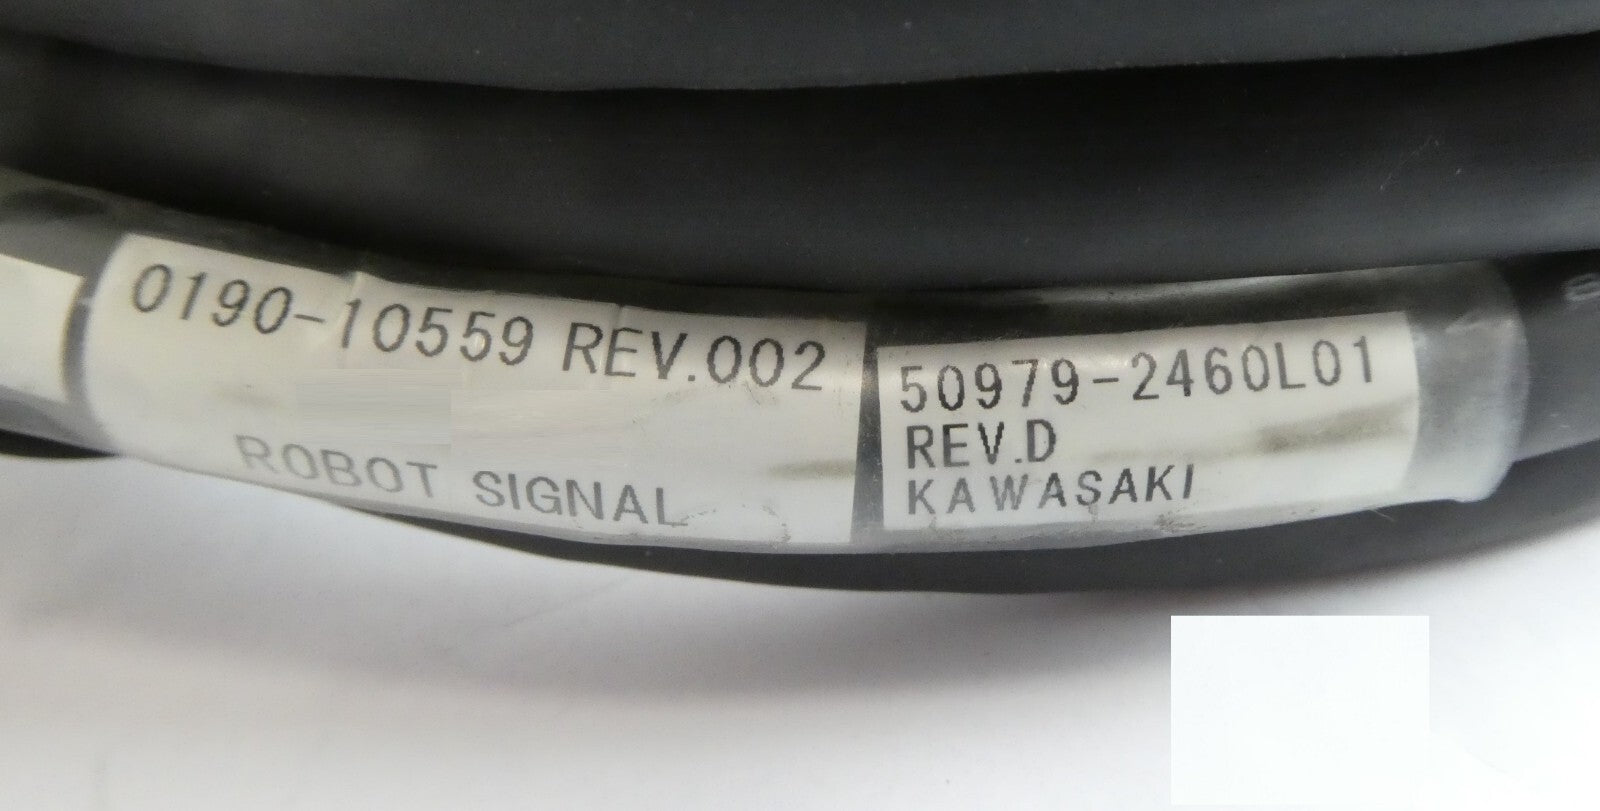 0190-10559 REV.002
ROBOT SIGNAL
50979-2460L01
REV.D
KAWASAKI